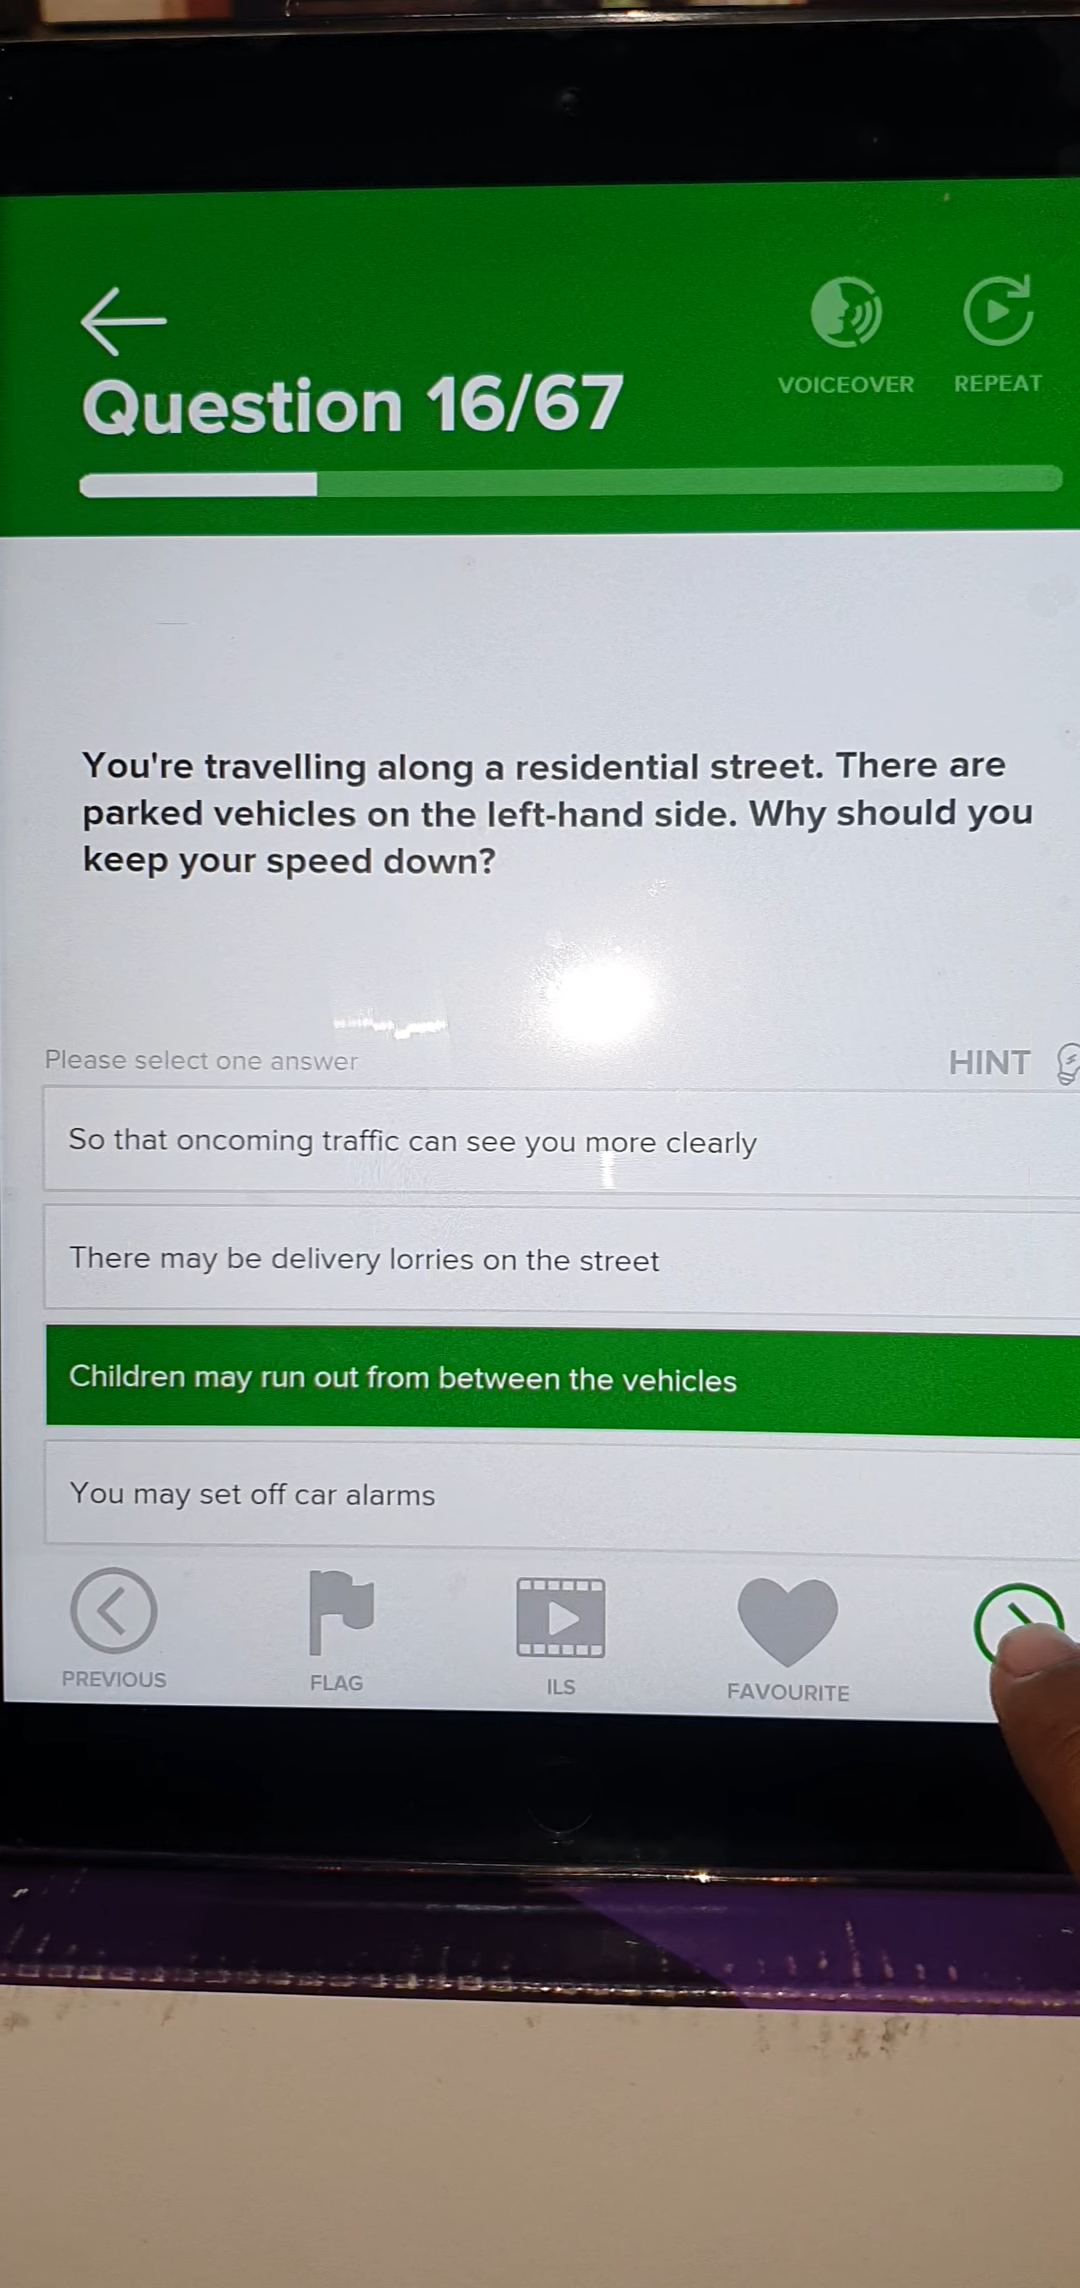 VOICEOVER
REPEAT
Question 16/67
You're travelling along a residential street. There are
parked vehicles on the left-hand side. Why should you
keep your speed down?
Please select one answer
HINT
So that oncoming traffic can see you more clearly
There may be delivery lorries on the street
Children may run out from between the vehicles
You may set off car alarms
PREVIOUS
FLAG
ILS
FAVOURITE